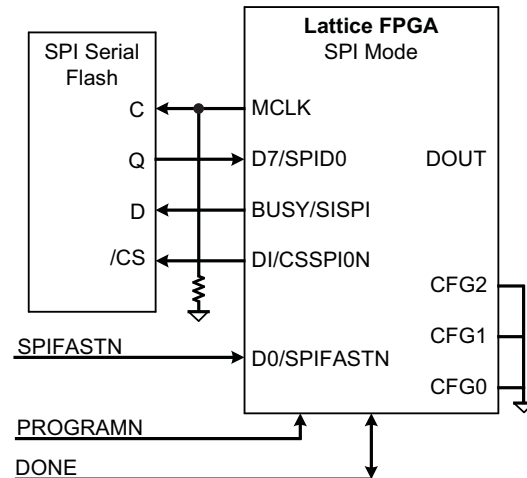 Lattice FPGA
SPI Mode
SPI Serial
Flash
C
MCLK
Q
D7/SPID0
DOUT
D
BUSY/SISPI
/CS
DI/CSSPI0N
CFG2
CFG1
SPIFASTN
D0/SPIFASTN
CFG0
PROGRAMN
DONE